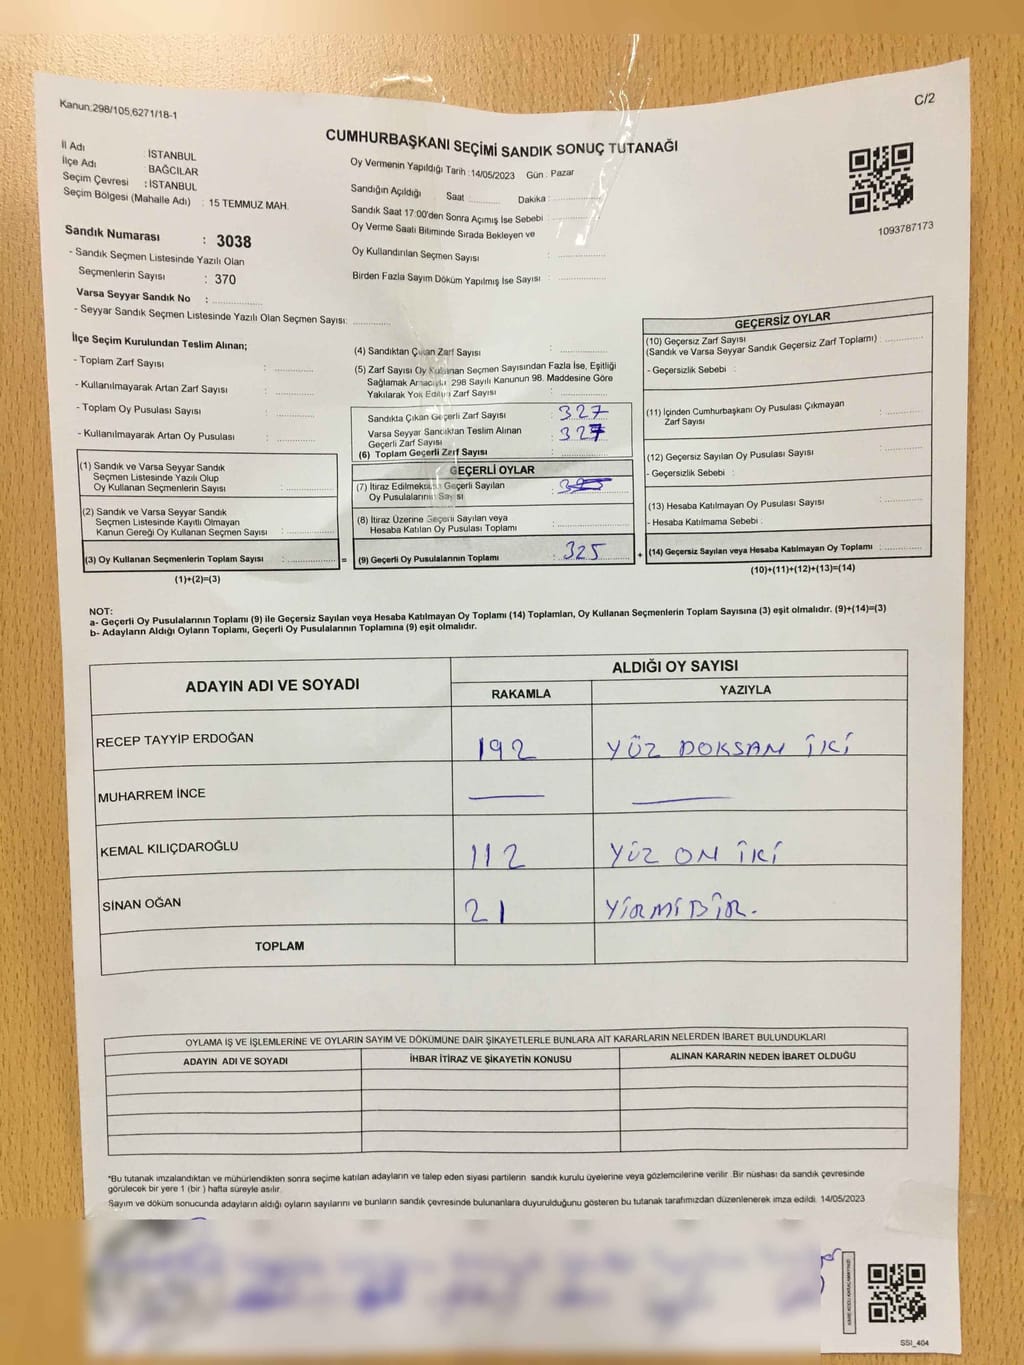 Kanun:298/105,6271/18-1
C/2
CUMHURBAŞKANI SEÇİMİ SANDIK SONUÇ TUTANAĞI
İl Adı : İSTANBUL
İlçe Adı : BAĞCILAR
Seçim Çevresi : İSTANBUL
Seçim Bölgesi (Mahalle Adı) : 15 TEMMUZ MAH.
Sandık Numarası : 3038
- Sandık Seçmen Listesinde Yazılı Olan
Seçmenlerin Sayısı : 370
Varsa Seyyar Sandık No :
- Seyyar Sandık Seçmen Listesinde Yazılı Olan Seçmen Sayısı:
Oy Vermenin Yapıldığı Tarih : 14/05/2023 Gün : Pazar
Sandığın Açıldığı Saat Dakika :
Sandık Saat 17:00'den Sonra Açımış İse Sebebi :
Oy Verme Saati Bitiminde Sırada Bekleyen ve
Oy Kullandırılan Seçmen Sayısı :
Birden Fazla Sayım Döküm Yapılmış İse Sayısı :
1093787173
İlçe Seçim Kurulundan Teslim Alınan;
- Toplam Zarf Sayısı :
- Kullanılmayarak Artan Zarf Sayısı :
- Toplam Oy Pusulası Sayısı :
- Kullanılmayarak Artan Oy Pusulası :
(1) Sandık ve Varsa Seyyar Sandık
Seçmen Listesinde Yazılı Olup
Oy Kullanan Seçmenlerin Sayısı :
(2) Sandık ve Varsa Seyyar Sandık
Seçmen Listesinde Kayıtlı Olmayan
Kanun Gereği Oy Kullanan Seçmen Sayısı :
(3) Oy Kullanan Seçmenlerin Toplam Sayısı : =
(1)+(2)=(3)
(4) Sandıktan Çıkan Zarf Sayısı :
(5) Zarf Sayısı Oy Kullanan Seçmen Sayısından Fazla İse, Eşitliği
Sağlamak Amacıyla 298 Sayılı Kanunun 98. Maddesine Göre
Yakılarak Yok Edilen Zarf Sayısı :
Sandıkta Çıkan Geçerli Zarf Sayısı : 327
Varsa Seyyar Sandıktan Teslim Alınan
Geçerli Zarf Sayısı : 327
(6) Toplam Geçerli Zarf Sayısı :
GEÇERLİ OYLAR
(7) İtiraz Edilmeksizin Geçerli Sayılan
Oy Pusulalarının Sayısı :
(8) İtiraz Üzerine Geçerli Sayılan veya
Hesaba Katılan Oy Pusulası Toplamı :
(9) Geçerli Oy Pusulalarının Toplamı : 325 +
GEÇERSİZ OYLAR
(10) Geçersiz Zarf Sayısı :
(Sandık ve Varsa Seyyar Sandık Geçersiz Zarf Toplamı)
- Geçersizlik Sebebi :
(11) İçinden Cumhurbaşkanı Oy Pusulası Çıkmayan
Zarf Sayısı :
(12) Geçersiz Sayılan Oy Pusulası Sayısı :
- Geçersizlik Sebebi :
(13) Hesaba Katılmayan Oy Pusulası Sayısı :
- Hesaba Katılmama Sebebi :
(14) Geçersiz Sayılan veya Hesaba Katılmayan Oy Toplamı :
(10)+(11)+(12)+(13)=(14)
NOT:
a- Geçerli Oy Pusulalarının Toplamı (9) ile Geçersiz Sayılan veya Hesaba Katılmayan Oy Toplamı (14) Toplamları, Oy Kullanan Seçmenlerin Toplam Sayısına (3) eşit olmalıdır. (9)+(14)=(3)
b- Adayların Aldığı Oyların Toplamı, Geçerli Oy Pusulalarının Toplamına (9) eşit olmalıdır.
ADAYIN ADI VE SOYADI
ALDIĞI OY SAYISI
RAKAMLA YAZIYLA
RECEP TAYYİP ERDOĞAN 192 YÜZ DOKSAN İKİ
MUHARREM İNCE
KEMAL KILIÇDAROĞLU 112 YÜZ ON İKİ
SİNAN OĞAN 21 YİRMİ BİR.
TOPLAM
OYLAMA İŞ VE İŞLEMLERİNE VE OYLARIN SAYIM VE DÖKÜMÜNE DAİR ŞİKAYETLERLE BUNLARA AİT KARARLARIN NELERDEN İBARET BULUNDUKLARI
ADAYIN ADI VE SOYADI İHBAR İTİRAZ VE ŞİKAYETİN KONUSU ALINAN KARARIN NEDEN İBARET OLDUĞU
*Bu tutanak imzalandıktan ve mühürlendikten sonra seçime katılan adayların ve talep eden siyasi partilerin sandık kurulu üyelerine veya gözlemcilerine verilir .Bir nüshası da sandık çevresinde
görülecek bir yere 1 (bir ) hafta süreyle asılır.
Sayım ve döküm sonucunda adayların aldığı oyların sayılarını ve bunların sandık çevresinde bulunanlara duyurulduğunu gösteren bu tutanak tarafımızdan düzenlenerek imza edildi. 14/05/2023
SSI_404